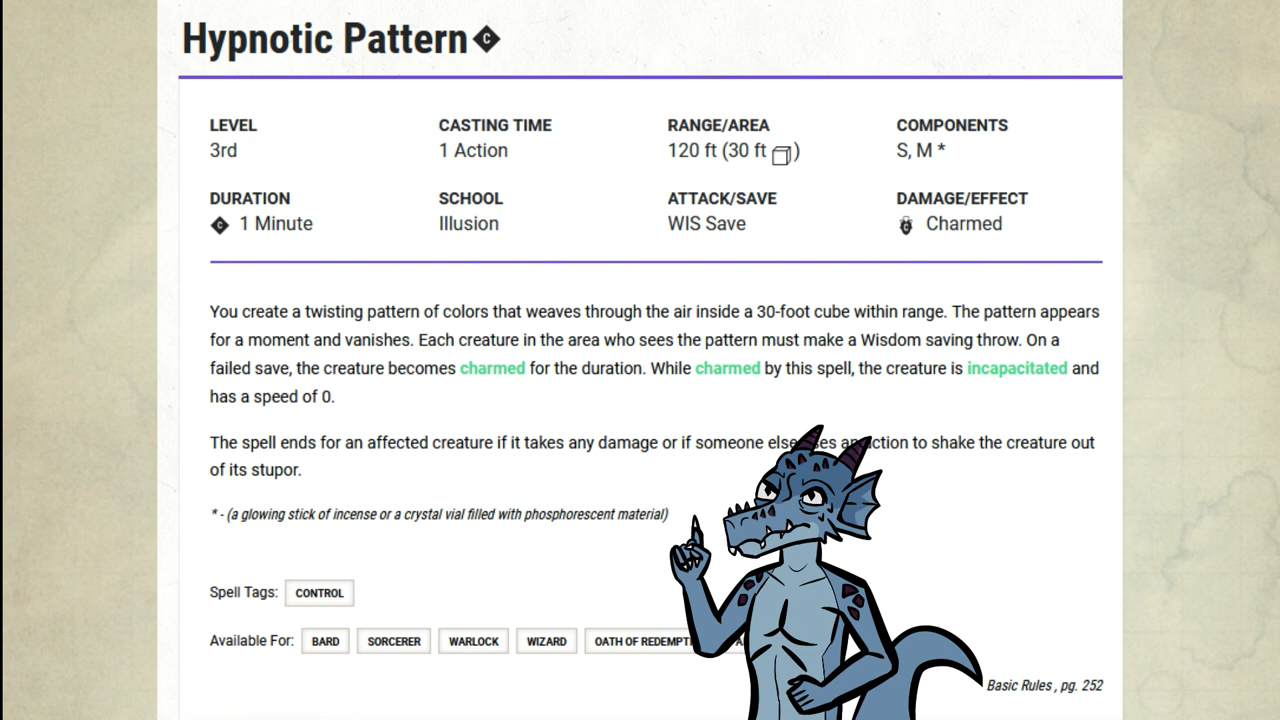 Hypnotic Pattern C
LEVEL CASTING TIME RANGE/AREA COMPONENTS
3rd 1 Action 120 ft (30 ft ) S, M *
DURATION SCHOOL ATTACK/SAVE DAMAGE/EFFECT
C 1 Minute Illusion WIS Save Charmed
You create a twisting pattern of colors that weaves through the air inside a 30-foot cube within range. The pattern appears
for a moment and vanishes. Each creature in the area who sees the pattern must make a Wisdom saving throw. On a
failed save, the creature becomes charmed for the duration. While charmed by this spell, the creature is incapacitated and
has a speed of 0.
The spell ends for an affected creature if it takes any damage or if someone else to shake the creature out
of its stupor.
* - (a glowing stick of incense or a crystal vial filled with phosphorescent material)
Spell Tags: CONTROL
Available For: BARD SORCERER WARLOCK WIZARD OATH OF
Basic Rules , pg. 252